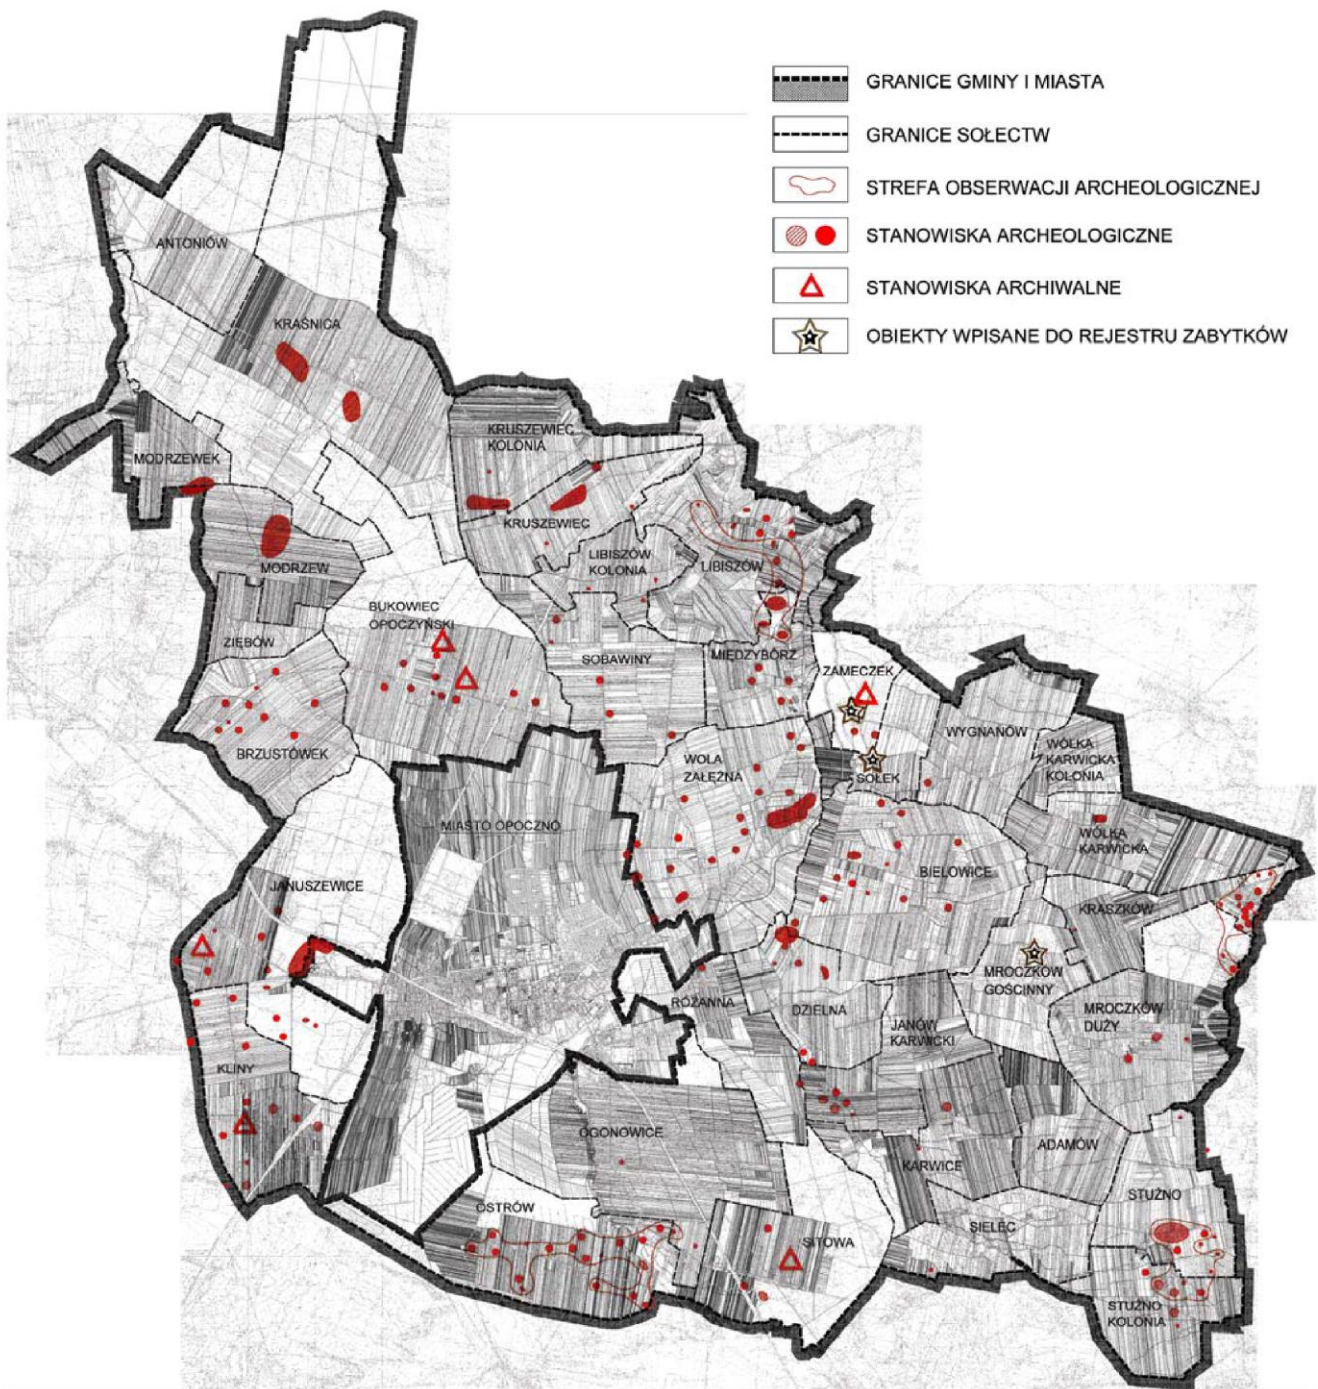 GRANICE GMINY I MIASTA
GRANICE SOŁECTW
STREFA OBSERWACJI ARCHEOLOGICZNEJ
STANOWISKA ARCHEOLOGICZNE
STANOWISKA ARCHIWALNE
OBIEKTY WPISANE DO REJESTRU ZABYTKÓW
ANTONIÓW
KRAŚNICA
KRUSZEWIEC
KOLONIA
MODRZEWEK
KRUSZEWIEC
LIBISZÓW
KOLONIA
LIBISZÓW
MODRZEW
BUKOWIEC
OPOCZYŃSKI
ZIĘBÓW
SOBAWINY
MIĘDZYBÓRZ
ZAMECZEK
BRZUSTÓWEK
WYGNANÓW
WÓLKA
KARWICKA
KOLONIA
WOLA
ZAŁĘŻNA
SOŁEK
MIASTO OPOCZNO
WÓLKA
KARWICKA
BIELOWICE
JANUSZEWICE
KRASZKÓW
MROCZKÓW
GOŚCINNY
RÓŻANNA
DZIELNA
JANÓW
KARWICKI
MROCZKÓW
DUŻY
KLINY
OGONOWICE
ADAMÓW
KARWICE
STUŻNO
OSTRÓW
SIELEC
SITOWA
STUŻNO
KOLONIA